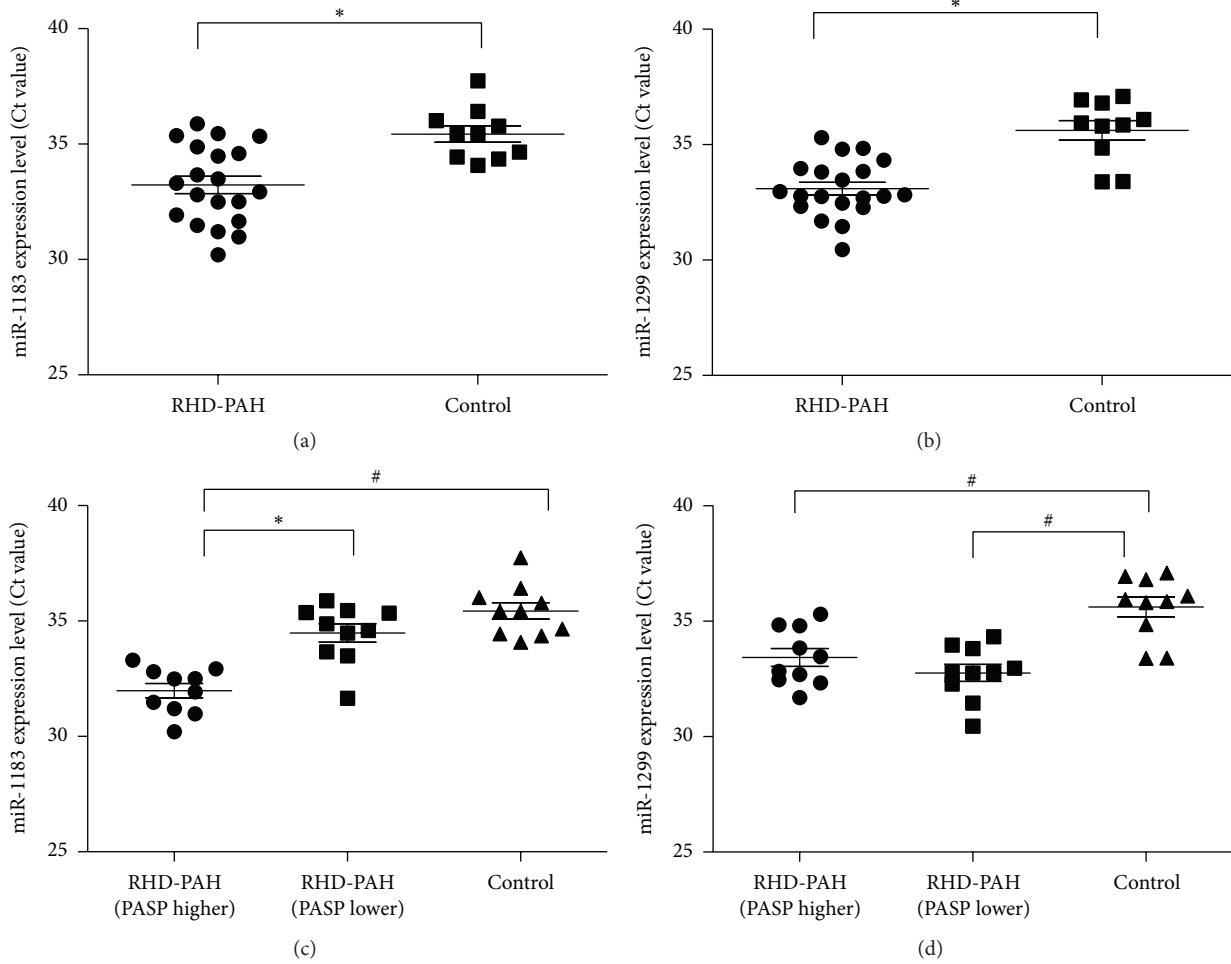 *
40
35
30
25
miR-1183 expression level (Ct value)
RHD-PAH
Control
(a)
*
40
35
30
25
miR-1299 expression level (Ct value)
RHD-PAH
Control
(b)
#
*
40
35
30
25
miR-1183 expression level (Ct value)
RHD-PAH
(PASP higher)
RHD-PAH
(PASP lower)
Control
(c)
#
#
40
35
30
25
miR-1299 expression level (Ct value)
RHD-PAH
(PASP higher)
RHD-PAH
(PASP lower)
Control
(d)